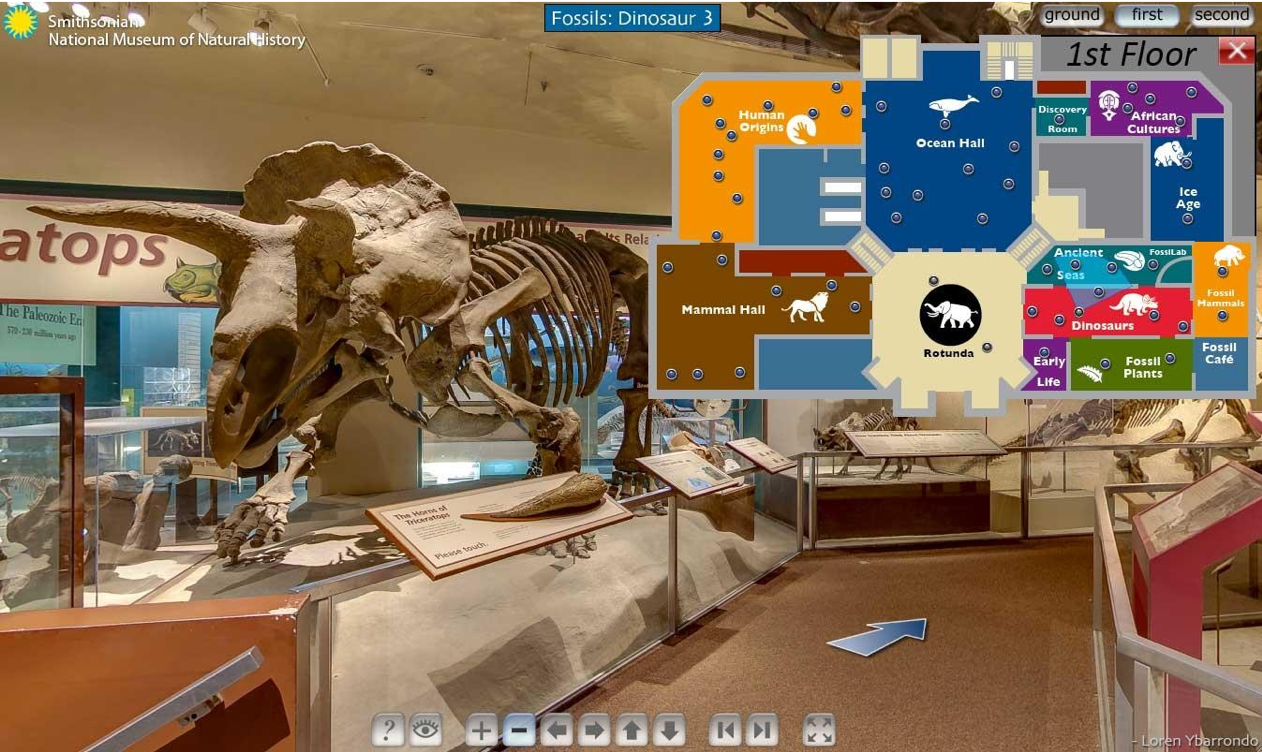 Smithsonian
National Museum of Natural History
Fossils: Dinosaur 3
ground
first
second
1st Floor
Human
Origins
Ocean Hall
Discovery
Room
African
Cultures
Ice
Age
Ancient
Seas
FossilLab
Fossil
Mammals
Mammal Hall
Dinosaurs
Rotunda
Early
Life
Fossil
Plants
Fossil
Café
atops
The Paleozoic Era
The Horns of
Triceratops
Please touch.
?
- Loren Ybarrondo